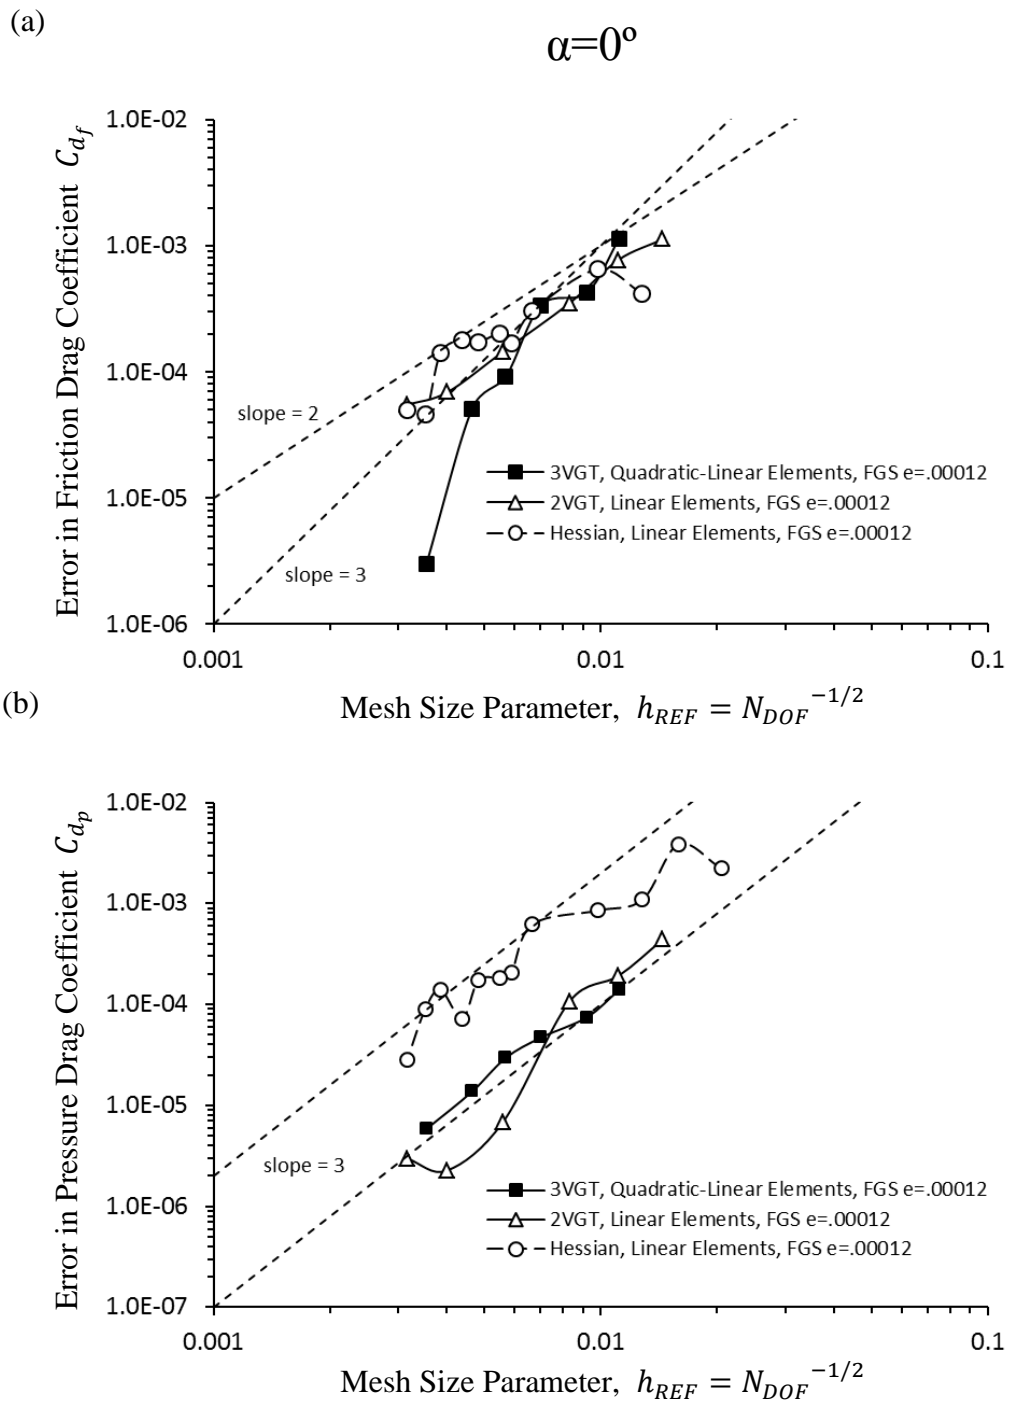 (a)
α=0º
Error in Friction Drag Coefficient C_{d_f}
1.0E-02
1.0E-03
1.0E-04
1.0E-05
1.0E-06
slope = 2
slope = 3
3VGT, Quadratic-Linear Elements, FGS e=.00012
2VGT, Linear Elements, FGS e=.00012
Hessian, Linear Elements, FGS e=.00012
0.001 0.01 0.1
Mesh Size Parameter, h_{REF} = N_{DOF}^{-1/2}
(b)
Error in Pressure Drag Coefficient C_{d_p}
1.0E-02
1.0E-03
1.0E-04
1.0E-05
1.0E-06
1.0E-07
slope = 3
3VGT, Quadratic-Linear Elements, FGS e=.00012
2VGT, Linear Elements, FGS e=.00012
Hessian, Linear Elements, FGS e=.00012
0.001 0.01 0.1
Mesh Size Parameter, h_{REF} = N_{DOF}^{-1/2}